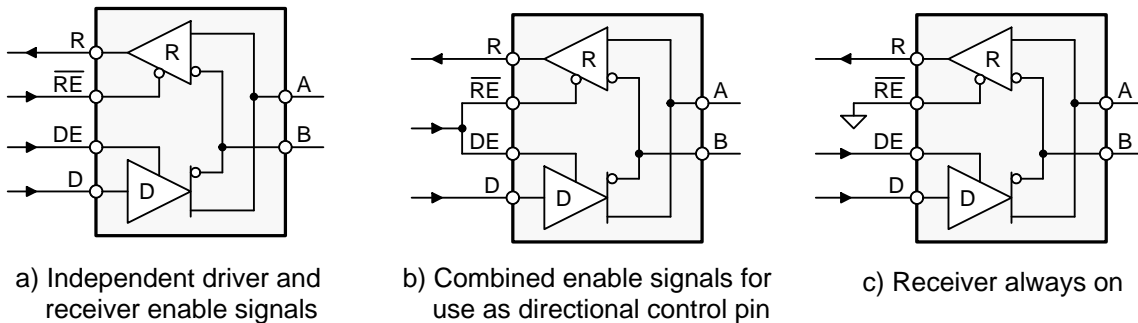 R
R
RE
A
DE
B
D
D
a) Independent driver and
receiver enable signals
R
R
RE
A
DE
B
D
D
b) Combined enable signals for
use as directional control pin
R
R
RE
A
DE
B
D
D
c) Receiver always on